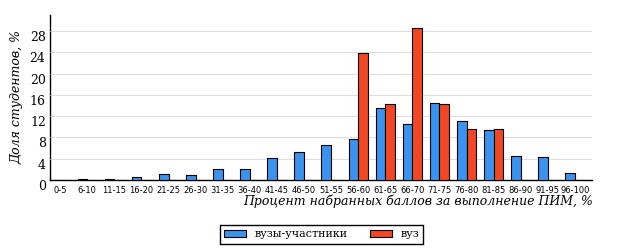 Доля студентов, %
28
24
20
16
12
8
4
0
0-5 6-10 11-15 16-20 21-25 26-30 31-35 36-40 41-45 46-50 51-55 56-60 61-65 66-70 71-75 76-80 81-85 86-90 91-95 96-100
Процент набранных баллов за выполнение ПИМ, %
вузы-участники вуз